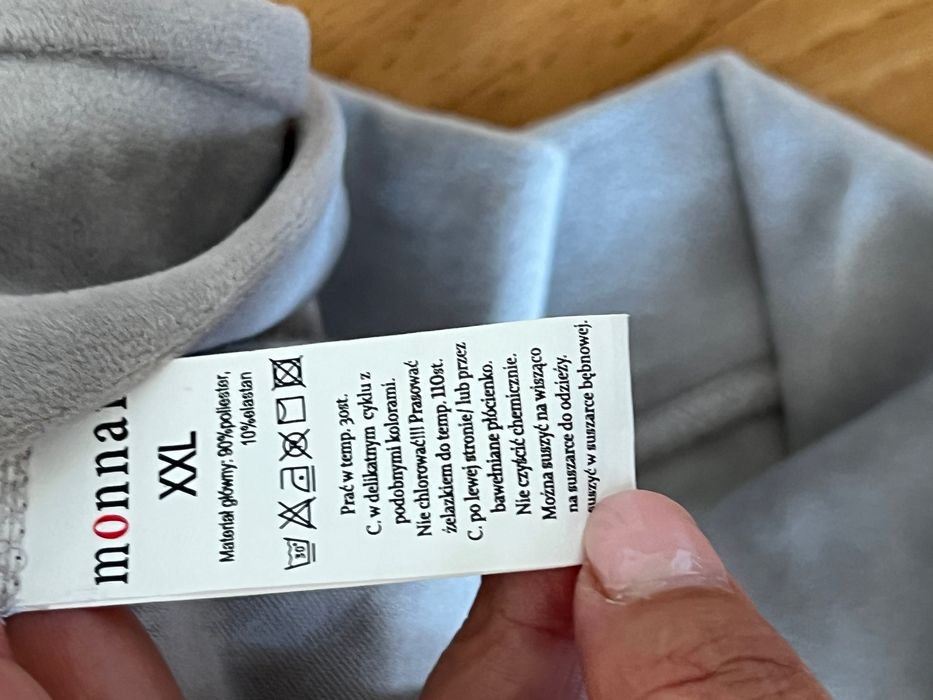 XXL
Materiał główny: 90%poliester,
10%elastan
30°
Prać w temp. 30st.
C. w delikatnym cyklu z
podobnymi kolorami.
Nie chlorować!!! Prasować
żelazkiem do temp. 110st.
C. po lewej stronie/ lub przez
bawełniane płócienko.
Nie czyścić chemicznie.
Można suszyć na wisząco
na suszarce do odzieży.
suszyć w suszarce bębnowej.